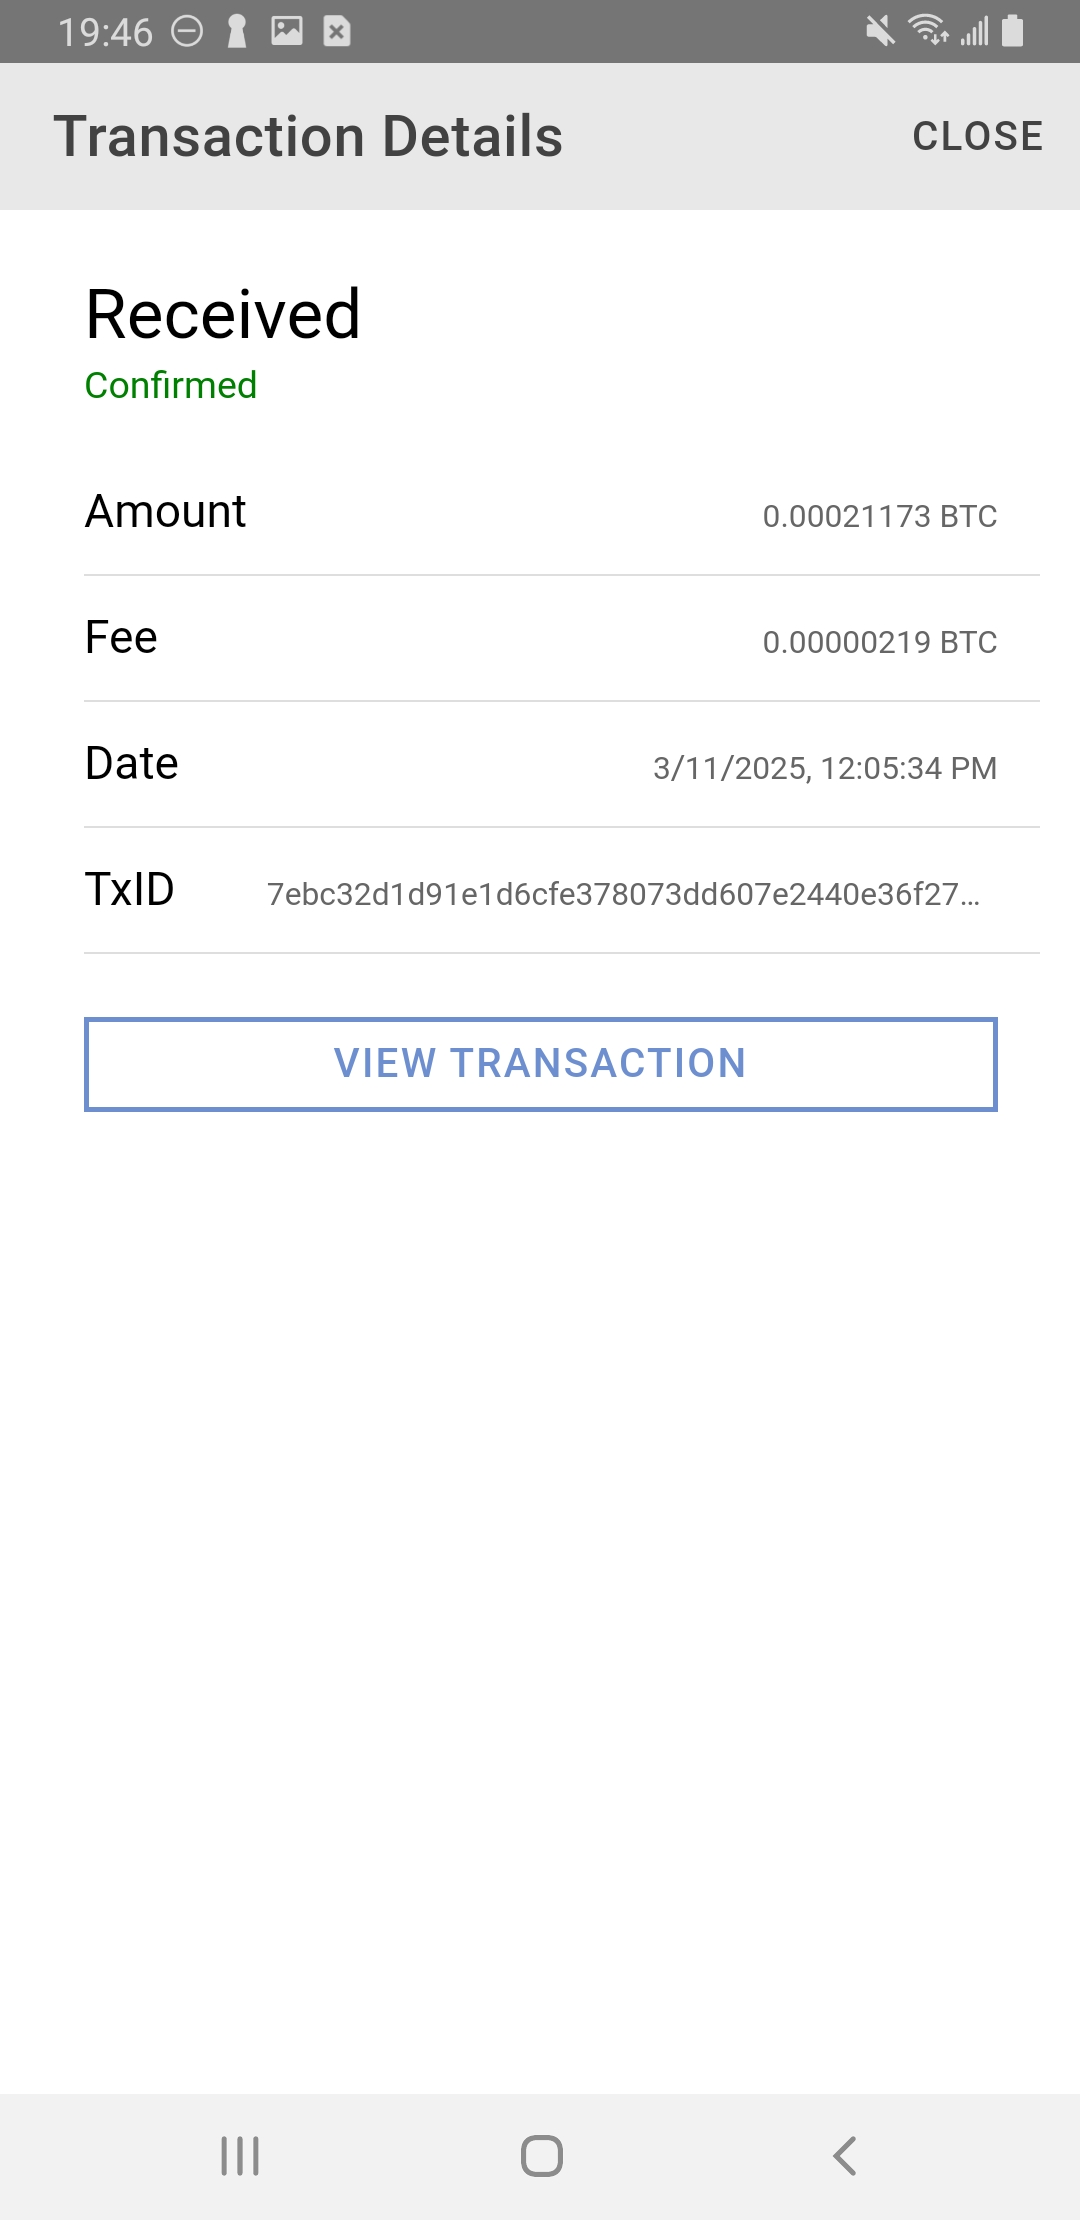 19:46
Transaction Details
CLOSE
Received
Confirmed
Amount 0.00021173 BTC
Fee 0.00000219 BTC
Date 3/11/2025, 12:05:34 PM
TxID 7ebc32d1d91e1d6cfe378073dd607e2440e36f27...
VIEW TRANSACTION